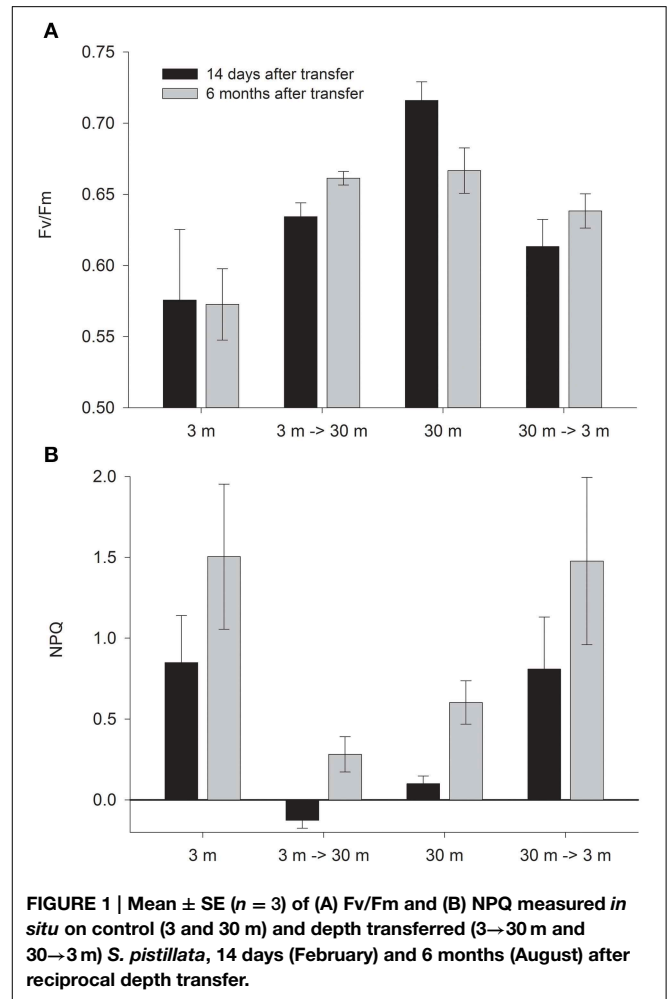 A
0.75
14 days after transfer
6 months after transfer
0.70
0.65
Fv/Fm
0.60
0.55
0.50
3 m
3 m -> 30 m
30 m
30 m -> 3 m
B
2.0
1.5
1.0
NPQ
0.5
0.0
3 m
3 m -> 30 m
30 m
30 m -> 3 m
FIGURE 1 | Mean ± SE (n = 3) of (A) Fv/Fm and (B) NPQ measured in
situ on control (3 and 30 m) and depth transferred (3→30 m and
30→3 m) S. pistillata, 14 days (February) and 6 months (August) after
reciprocal depth transfer.